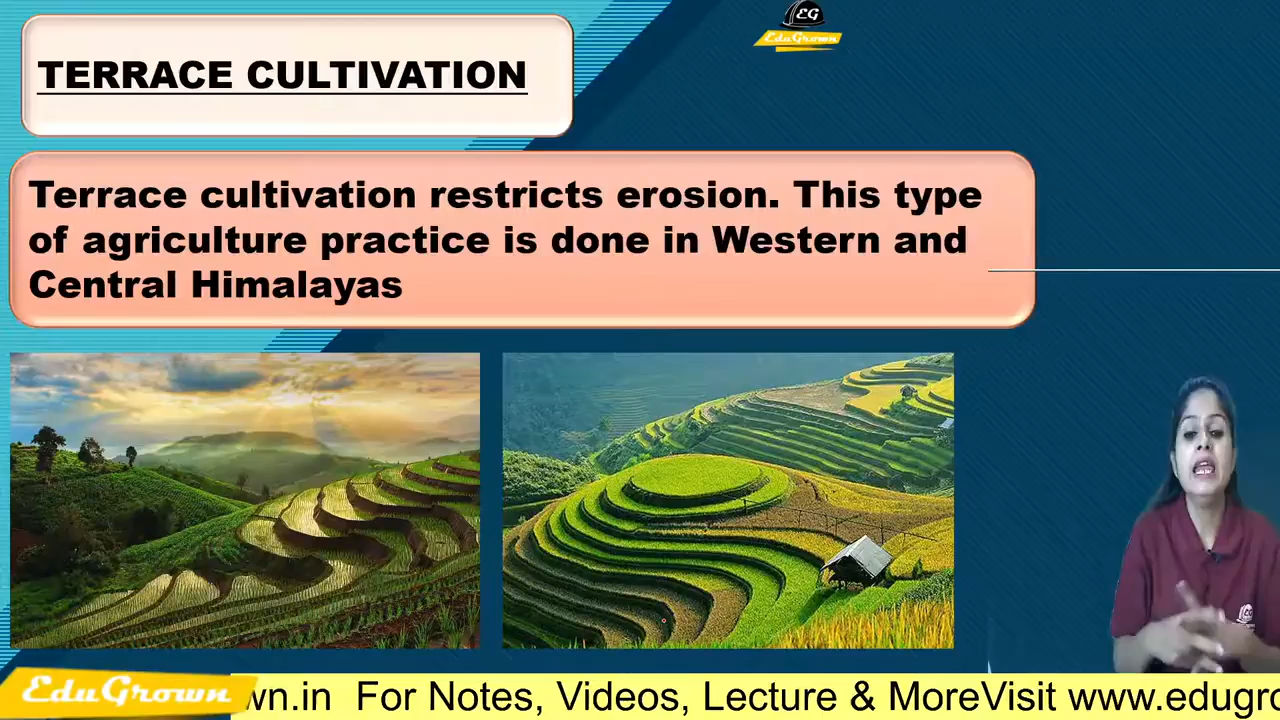 EG
EduGrown
TERRACE CULTIVATION
Terrace cultivation restricts erosion. This type
of agriculture practice is done in Western and
Central Himalayas
EG
EduGrown
wn.in For Notes, Videos, Lecture & MoreVisit www.edugro